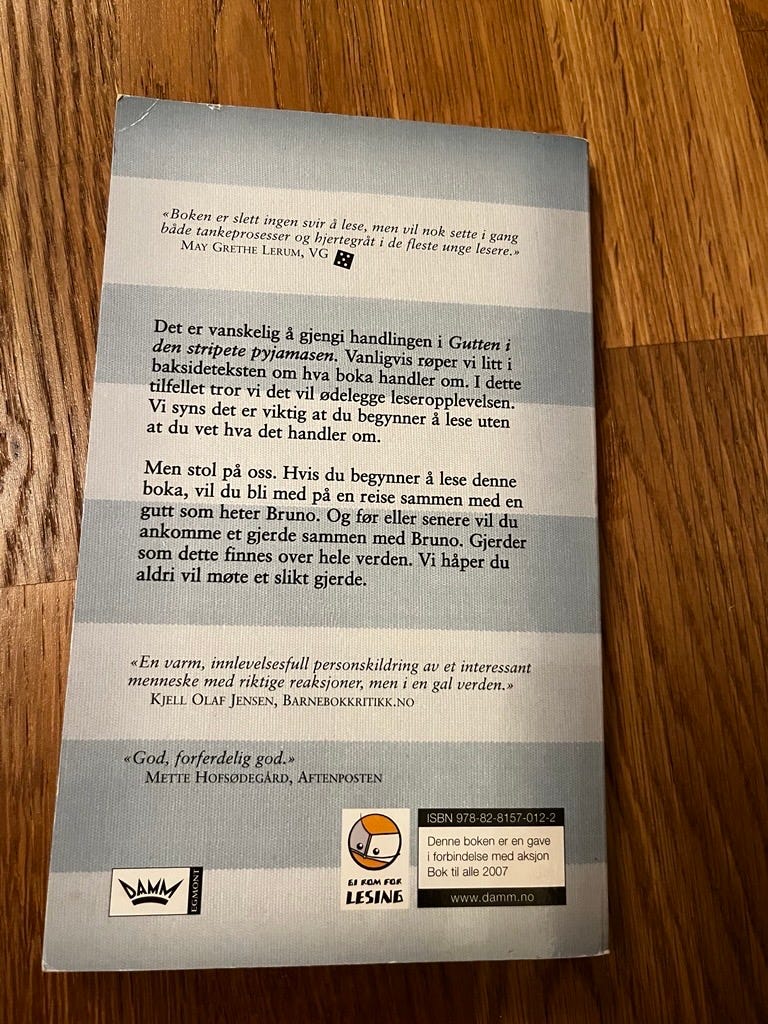 «Boken er slett ingen svir å lese, men vil nok sette i gang
både tankeprosesser og hjertegråt i de fleste unge lesere.»
May Grethe Lerum, VG
Det er vanskelig å gjengi handlingen i Gutten i
den stripete pyjamasen. Vanligvis røper vi litt i
baksideteksten om hva boka handler om. I dette
tilfellet tror vi det vil ødelegge leseropplevelsen.
Vi syns det er viktig at du begynner å lese uten
at du vet hva det handler om.
Men stol på oss. Hvis du begynner å lese denne
boka, vil du bli med på en reise sammen med en
gutt som heter Bruno. Og før eller senere vil du
ankomme et gjerde sammen med Bruno. Gjerder
som dette finnes over hele verden. Vi håper du
aldri vil møte et slikt gjerde.
«En varm, innlevelsesfull personskildring av et interessant
menneske med riktige reaksjoner, men i en gal verden.»
Kjell Olaf Jensen, Barnebokkritikk.no
«God, forferdelig god.»
Mette Hofsødegård, Aftenposten
DAMM
EGMONT
EI ROM FOR
LESING
ISBN 978-82-8157-012-2
Denne boken er en gave
i forbindelse med aksjon
Bok til alle 2007
www.damm.no